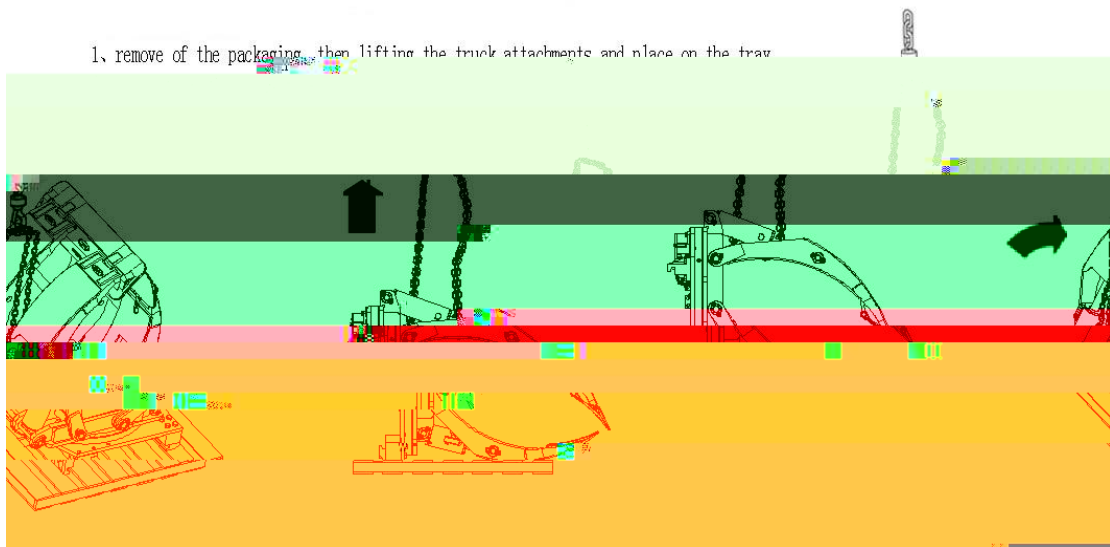 1、remove of the packaging, then lifting the truck attachments and place on the tray